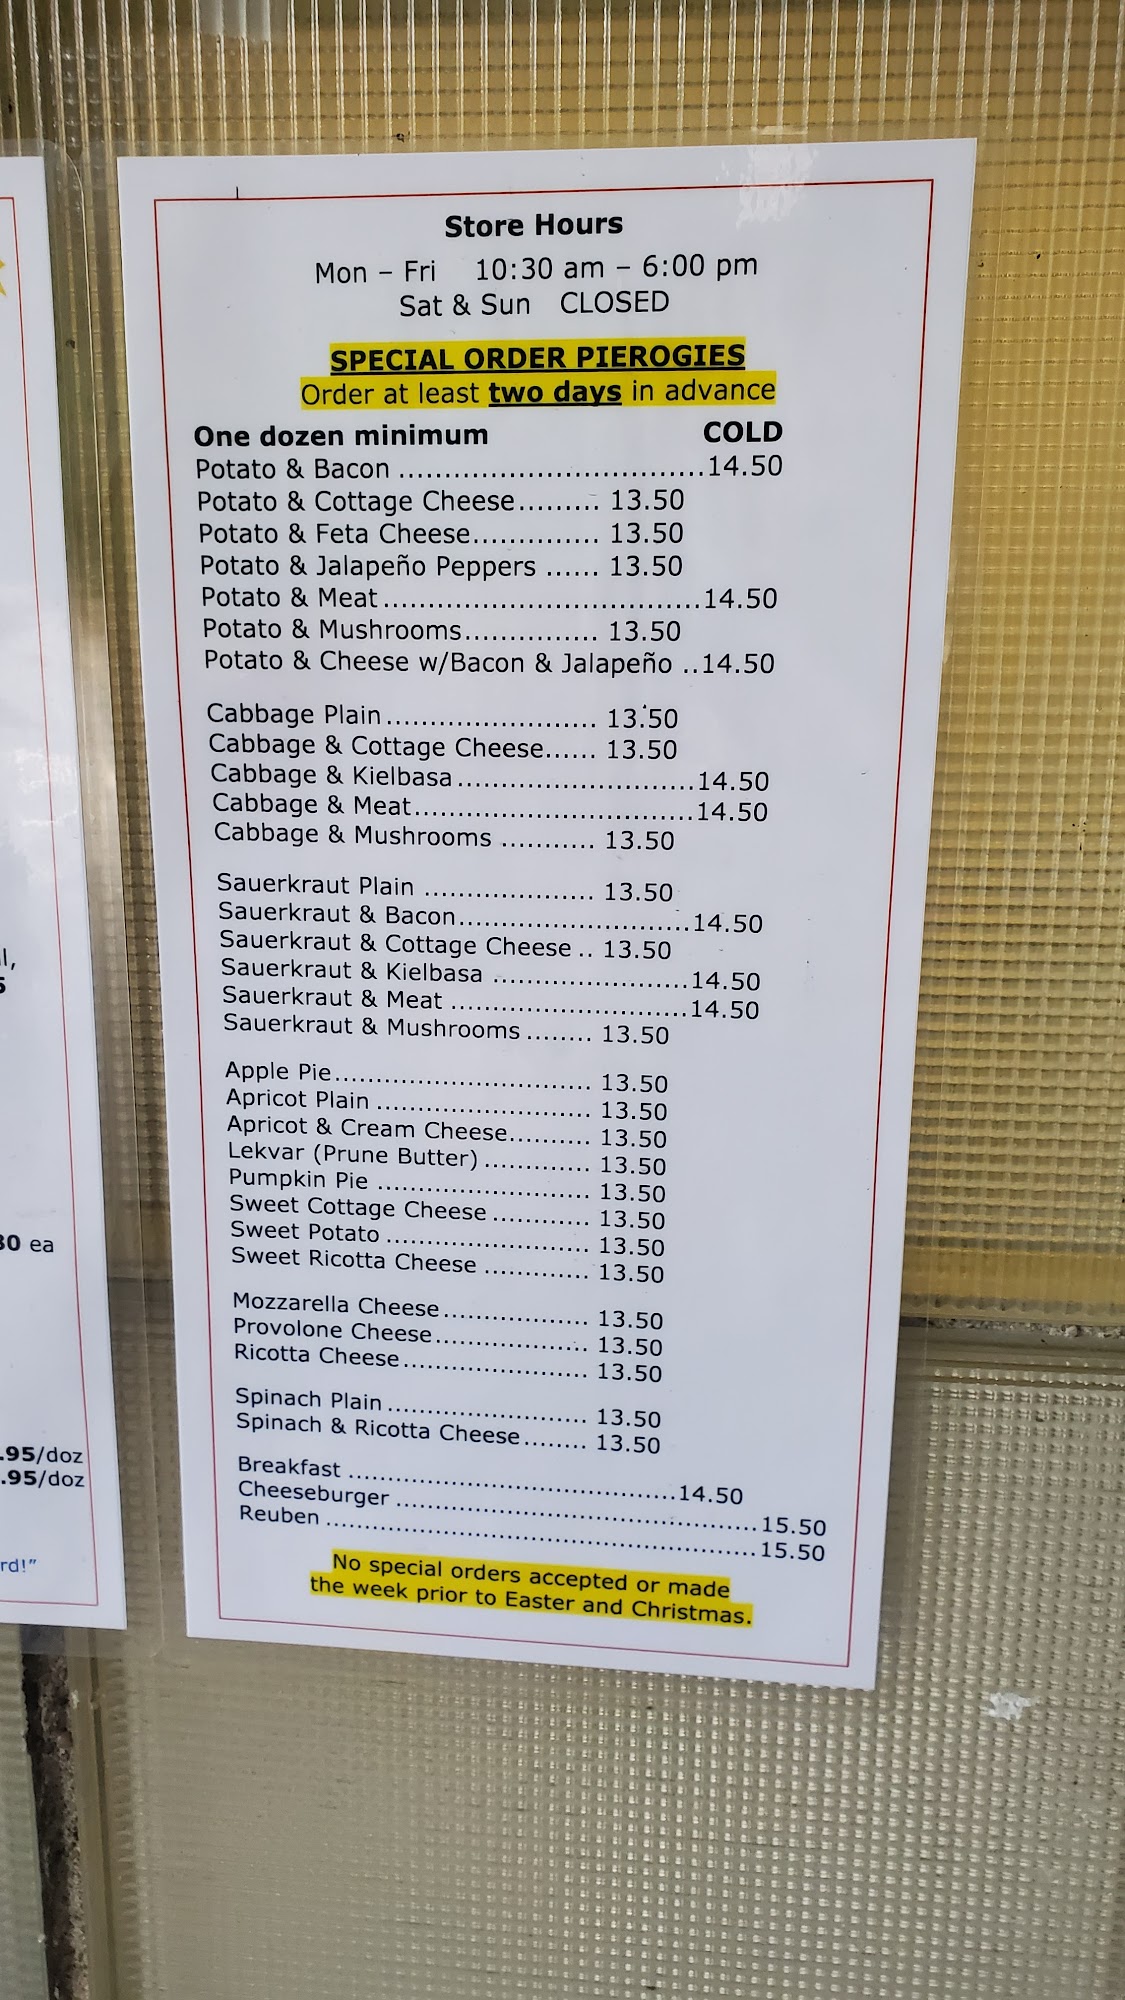 Store Hours
Mon – Fri 10:30 am – 6:00 pm
Sat & Sun CLOSED
SPECIAL ORDER PIEROGIES
Order at least two days in advance
One dozen minimum COLD
Potato & Bacon ..................................14.50
Potato & Cottage Cheese......... 13.50
Potato & Feta Cheese.............. 13.50
Potato & Jalapeño Peppers ...... 13.50
Potato & Meat....................................14.50
Potato & Mushrooms............... 13.50
Potato & Cheese w/Bacon & Jalapeño ..14.50
Cabbage Plain........................ 13.50
Cabbage & Cottage Cheese...... 13.50
Cabbage & Kielbasa...........................14.50
Cabbage & Meat................................14.50
Cabbage & Mushrooms ........... 13.50
Sauerkraut Plain .................... 13.50
Sauerkraut & Bacon...........................14.50
Sauerkraut & Cottage Cheese .. 13.50
Sauerkraut & Kielbasa .......................14.50
Sauerkraut & Meat ............................14.50
Sauerkraut & Mushrooms ........ 13.50
Apple Pie............................... 13.50
Apricot Plain .......................... 13.50
Apricot & Cream Cheese.......... 13.50
Lekvar (Prune Butter) ............. 13.50
Pumpkin Pie .......................... 13.50
Sweet Cottage Cheese ............ 13.50
Sweet Potato ......................... 13.50
Sweet Ricotta Cheese ............. 13.50
Mozzarella Cheese.................. 13.50
Provolone Cheese................... 13.50
Ricotta Cheese....................... 13.50
Spinach Plain ......................... 13.50
Spinach & Ricotta Cheese........ 13.50
Breakfast ........................................14.50
Cheeseburger ............................................15.50
Reuben .....................................................15.50
No special orders accepted or made
the week prior to Easter and Christmas.
l,
30 ea
.95/doz
.95/doz
rd!”